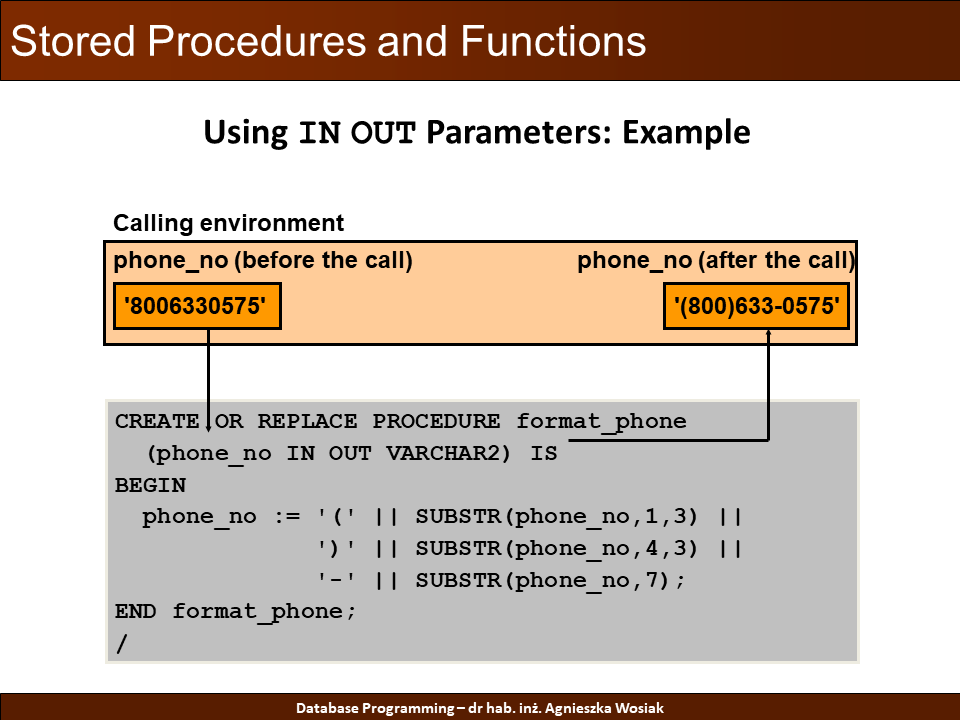 Stored Procedures and Functions
Using IN OUT Parameters: Example
Calling environment
phone_no (before the call) phone_no (after the call)
'8006330575' '(800)633-0575'
CREATE OR REPLACE PROCEDURE format_phone
(phone_no IN OUT VARCHAR2) IS
BEGIN
phone_no := '(' || SUBSTR(phone_no,1,3) ||
')' || SUBSTR(phone_no,4,3) ||
'-' || SUBSTR(phone_no,7);
END format_phone;
/
Database Programming – dr hab. inż. Agnieszka Wosiak